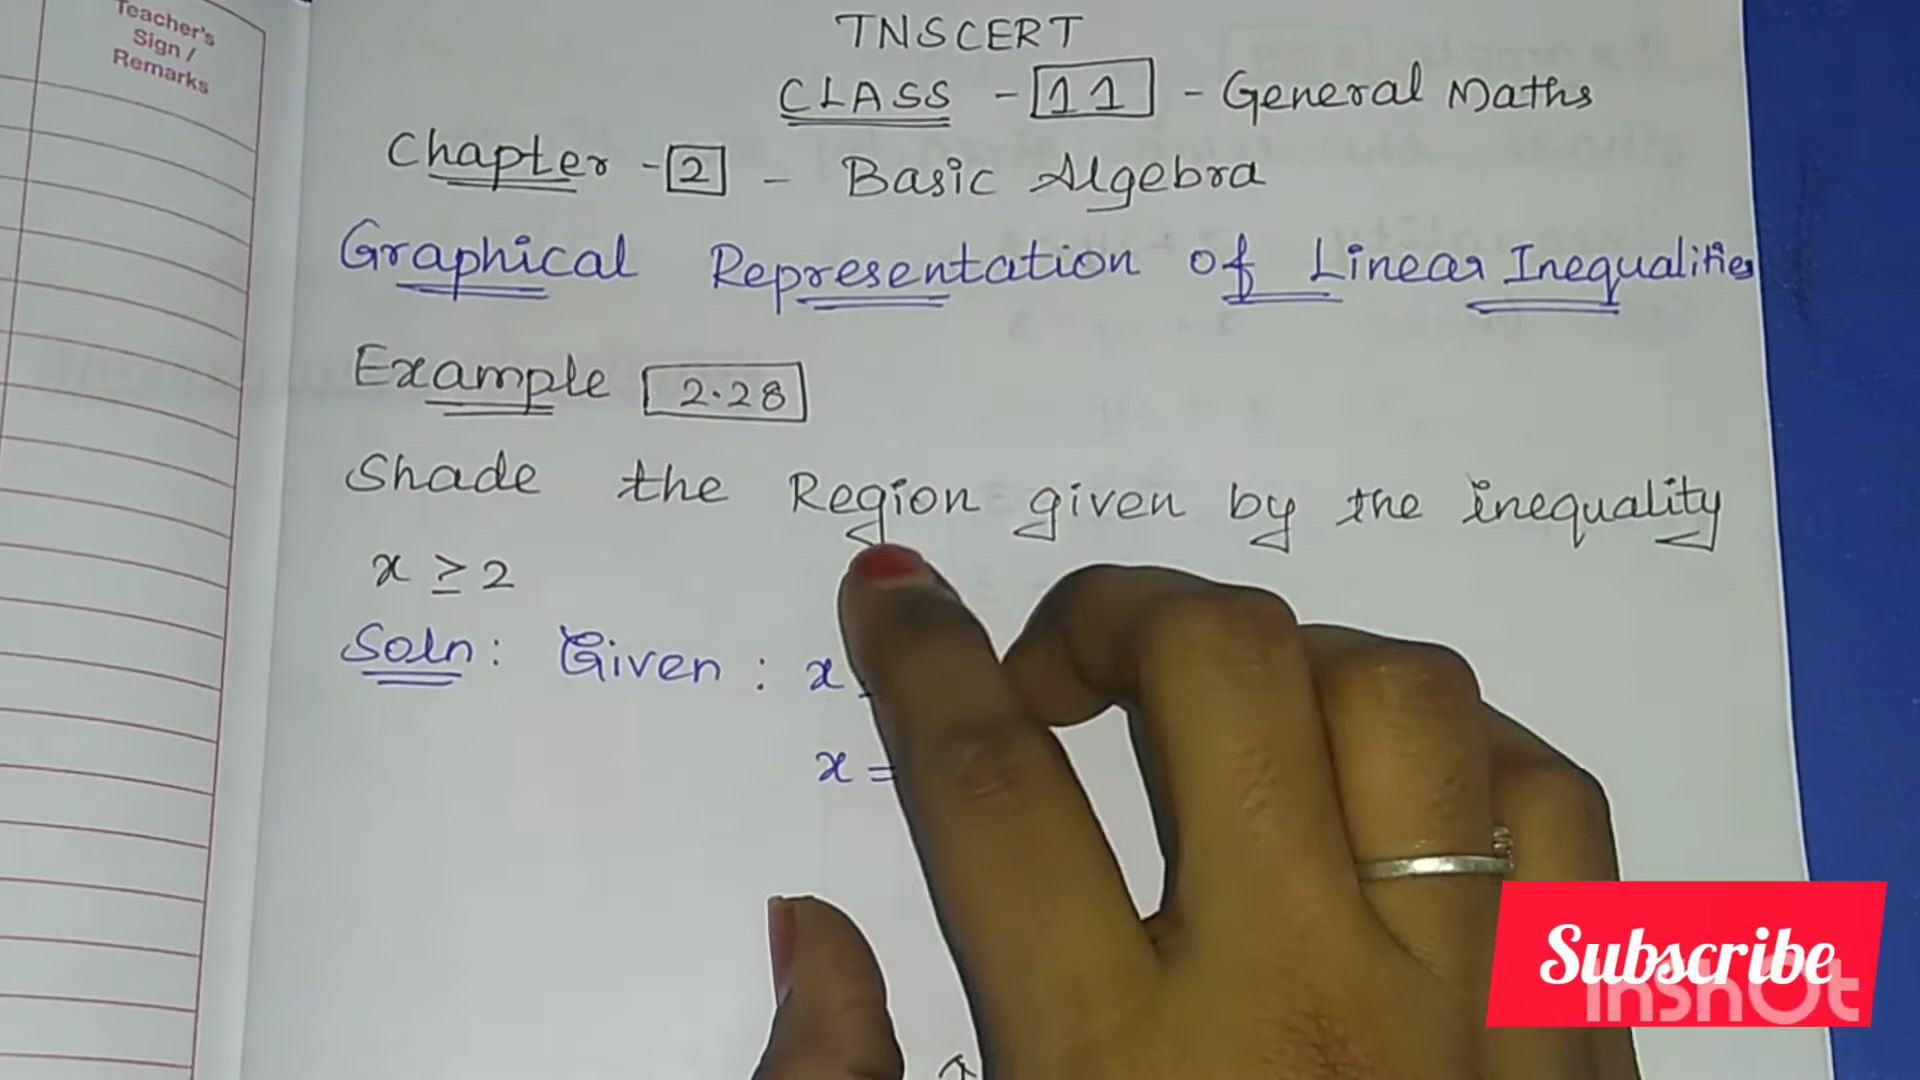 Teacher's
Sign /
Remarks
TNSCERT
CLASS - 11 - General Maths
Chapter - 2 - Basic Algebra
Graphical Representation of Linear Inequalities
Example 2.28
Shade the Region given by the inequality
x ≥ 2
Soln: Given: x
x =
Subscribe
InShOt